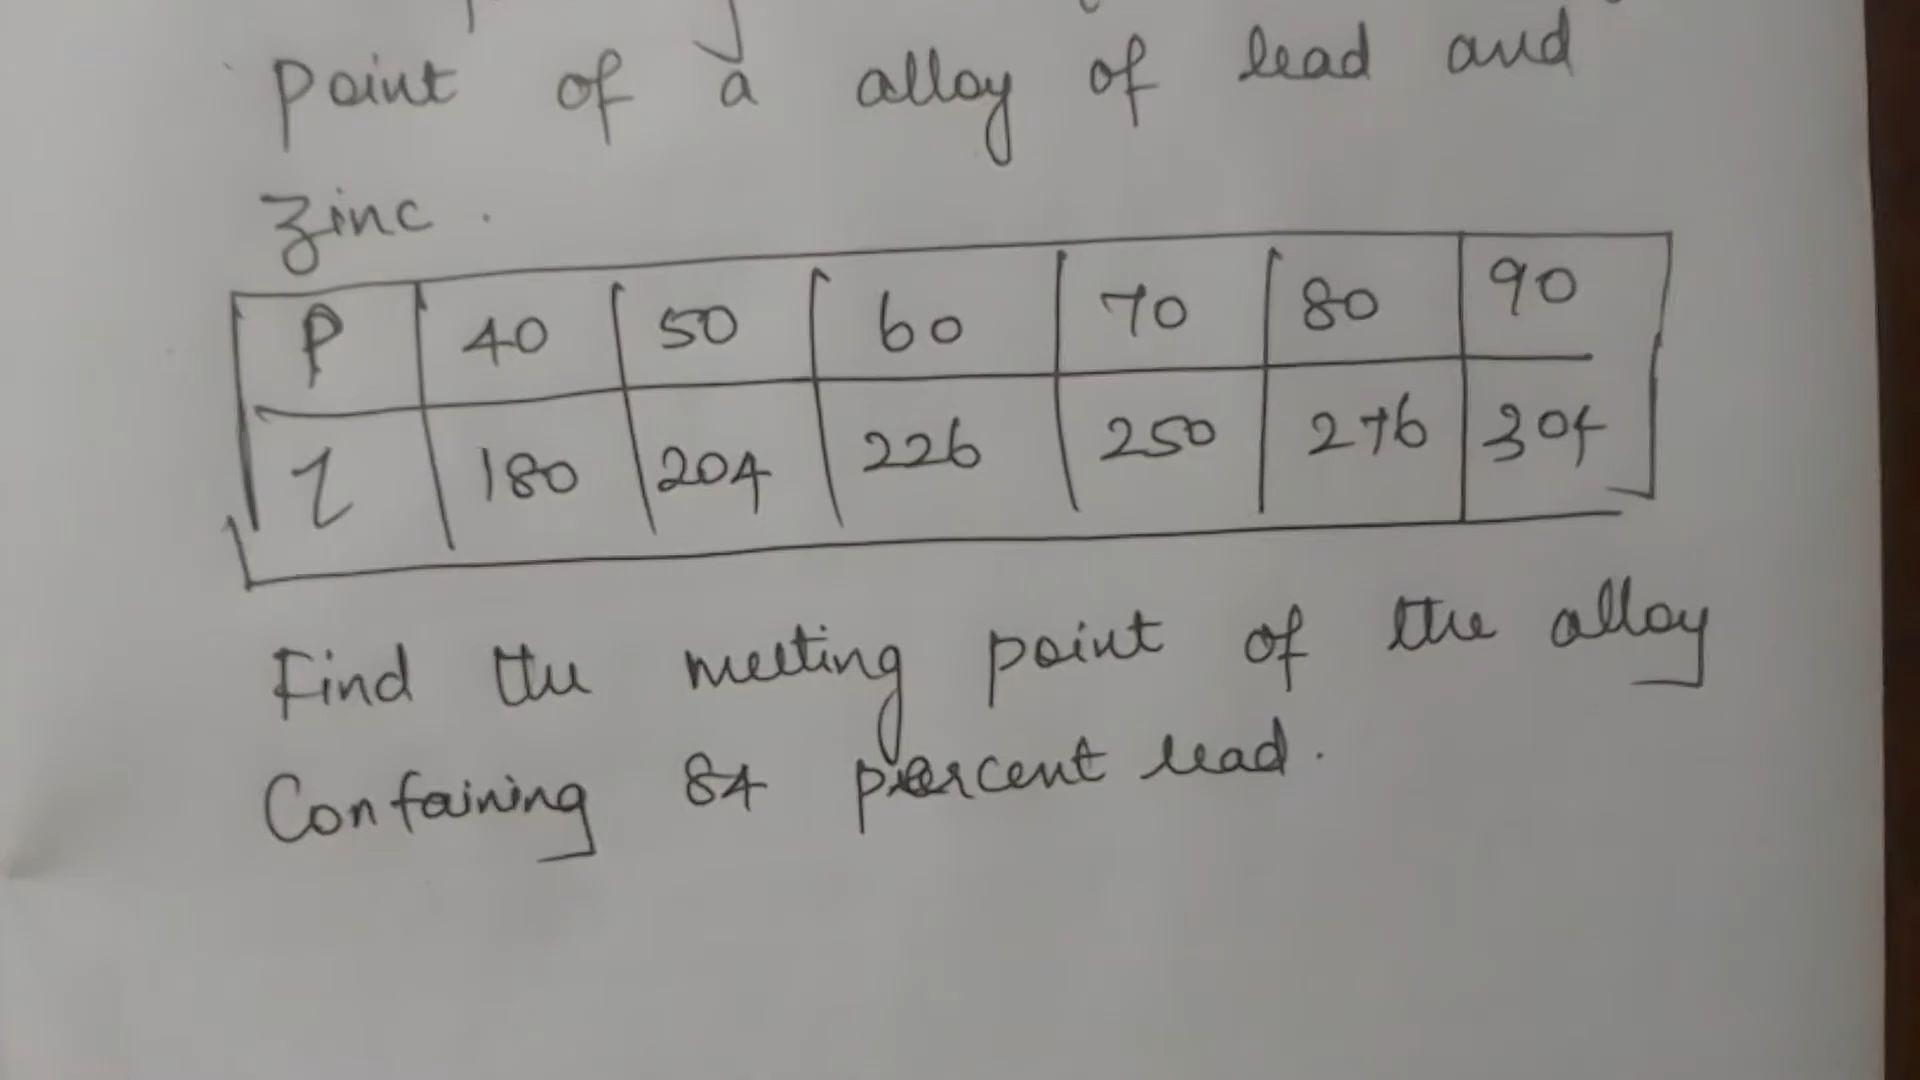 point of a alloy of lead and
zinc.
P 40 50 60 70 80 90
180 204 226 250 276 304
Find the melting point of the alloy
Containing 84 percent lead.